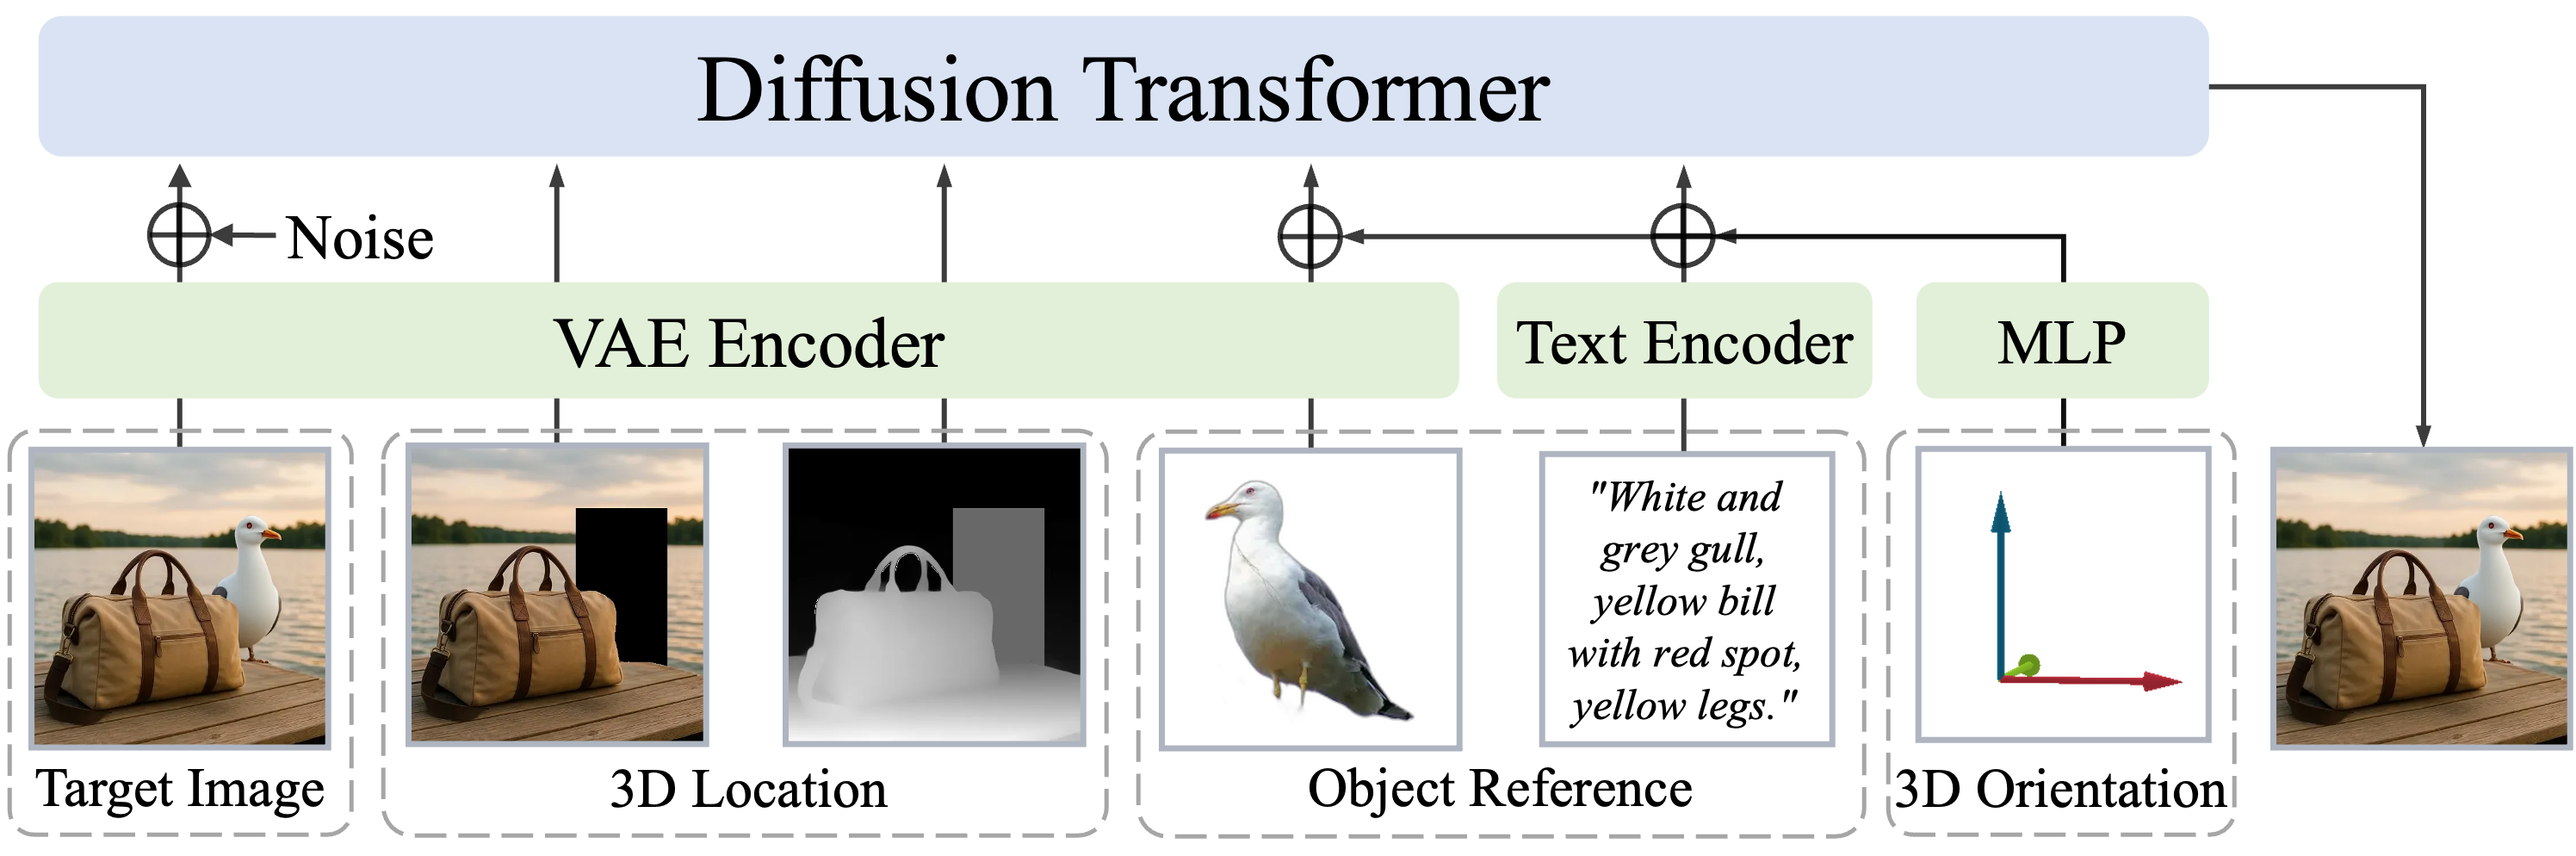 Diffusion Transformer
Noise
VAE Encoder
Text Encoder
MLP
"White and
grey gull,
yellow bill
with red spot,
yellow legs."
Target Image
3D Location
Object Reference
3D Orientation